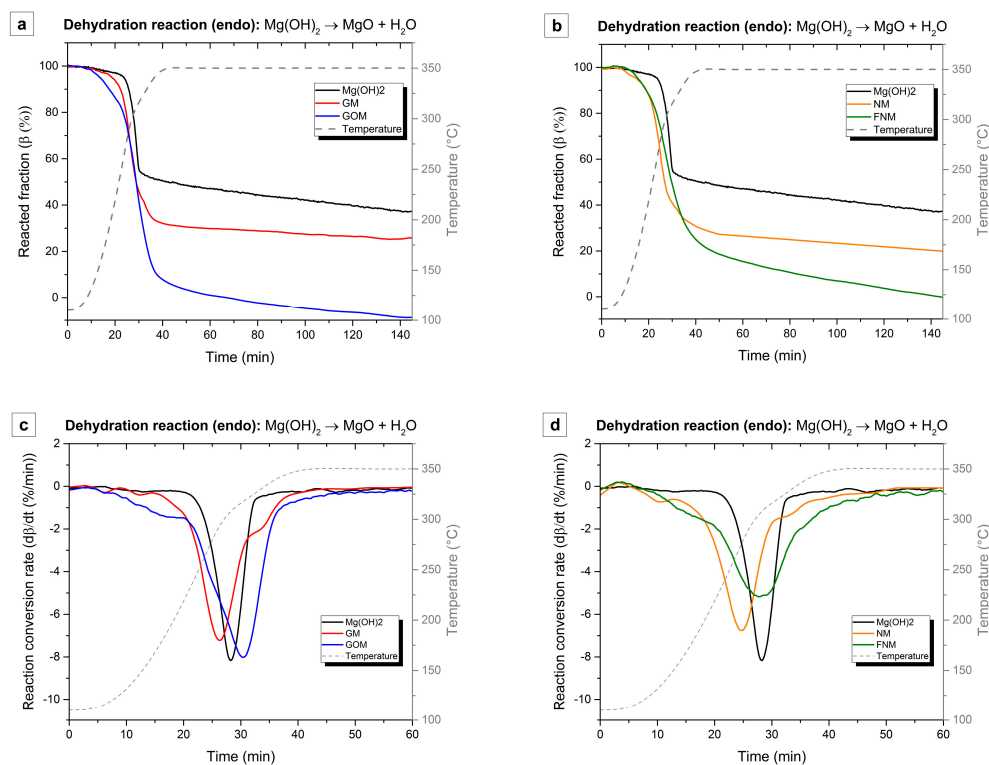 a
Dehydration reaction (endo): Mg(OH)2 → MgO + H2O
100
80
60
40
20
0
Reacted fraction (β (%))
350
300
250
200
150
100
Temperature (°C)
Mg(OH)2
GM
GOM
Temperature
0 20 40 60 80 100 120 140
Time (min)
b
Dehydration reaction (endo): Mg(OH)2 → MgO + H2O
100
80
60
40
20
0
Reacted fraction (β (%))
350
300
250
200
150
100
Temperature (°C)
Mg(OH)2
NM
FNM
Temperature
0 20 40 60 80 100 120 140
Time (min)
c
Dehydration reaction (endo): Mg(OH)2 → MgO + H2O
2
0
-2
-4
-6
-8
-10
Reaction conversion rate (dβ/dt (%/min))
350
300
250
200
150
100
Temperature (°C)
Mg(OH)2
GM
GOM
Temperature
0 10 20 30 40 50 60
Time (min)
d
Dehydration reaction (endo): Mg(OH)2 → MgO + H2O
2
0
-2
-4
-6
-8
-10
Reaction conversion rate (dβ/dt (%/min))
350
300
250
200
150
100
Temperature (°C)
Mg(OH)2
NM
FNM
Temperature
0 10 20 30 40 50 60
Time (min)